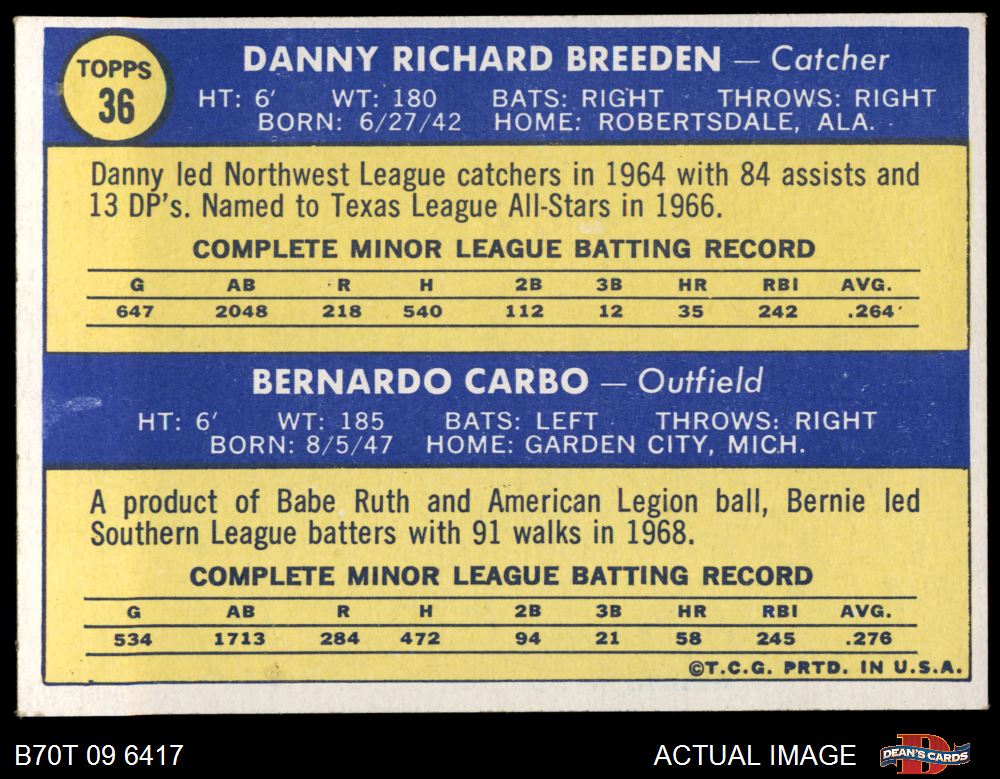 TOPPS
36
DANNY RICHARD BREEDEN — Catcher
HT: 6' WT: 180 BATS: RIGHT THROWS: RIGHT
BORN: 6/27/42 HOME: ROBERTSDALE, ALA.
Danny led Northwest League catchers in 1964 with 84 assists and
13 DP's. Named to Texas League All-Stars in 1966.
COMPLETE MINOR LEAGUE BATTING RECORD
G AB R H 2B 3B HR RBI AVG.
647 2048 218 540 112 12 35 242 .264
BERNARDO CARBO — Outfield
HT: 6' WT: 185 BATS: LEFT THROWS: RIGHT
BORN: 8/5/47 HOME: GARDEN CITY, MICH.
A product of Babe Ruth and American Legion ball, Bernie led
Southern League batters with 91 walks in 1968.
COMPLETE MINOR LEAGUE BATTING RECORD
G AB R H 2B 3B HR RBI AVG.
534 1713 284 472 94 21 58 245 .276
©T.C.G. PRTD. IN U.S.A.
B70T 09 6417 ACTUAL IMAGE DEAN'S CARDS